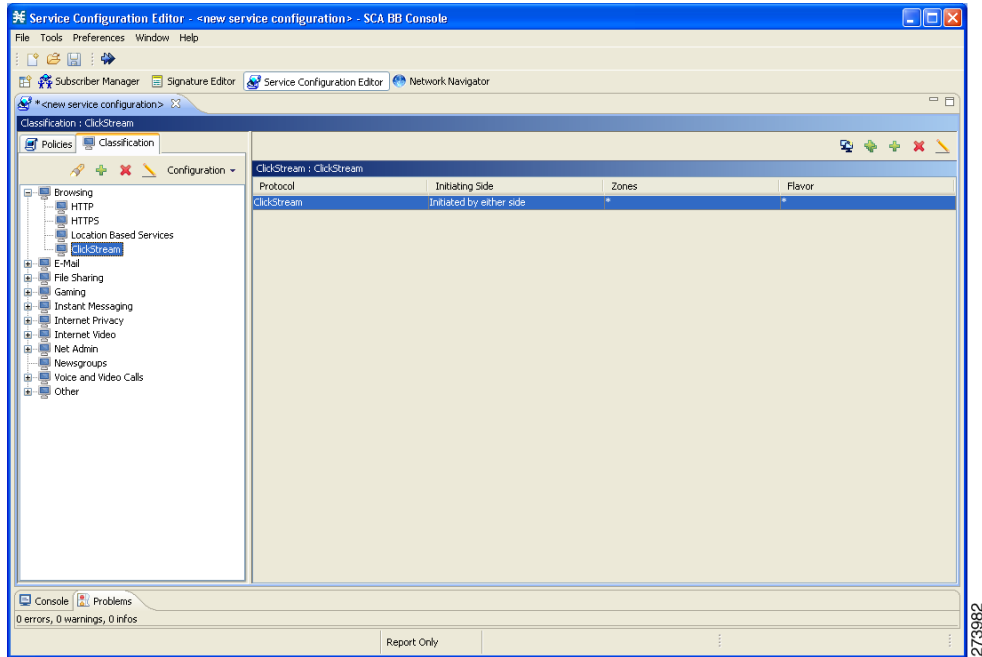 Service Configuration Editor - <new service configuration> - SCA BB Console
File Tools Preferences Window Help
Subscriber Manager Signature Editor Service Configuration Editor Network Navigator
*<new service configuration>
Classification : ClickStream
Policies Classification
Configuration
ClickStream : ClickStream
Protocol Initiating Side Zones Flavor
ClickStream Initiated by either side * *
Browsing
HTTP
HTTPS
Location Based Services
ClickStream
E-Mail
File Sharing
Gaming
Instant Messaging
Internet Privacy
Internet Video
Net Admin
Newsgroups
Voice and Video Calls
Other
Console Problems
0 errors, 0 warnings, 0 infos
Report Only
273982